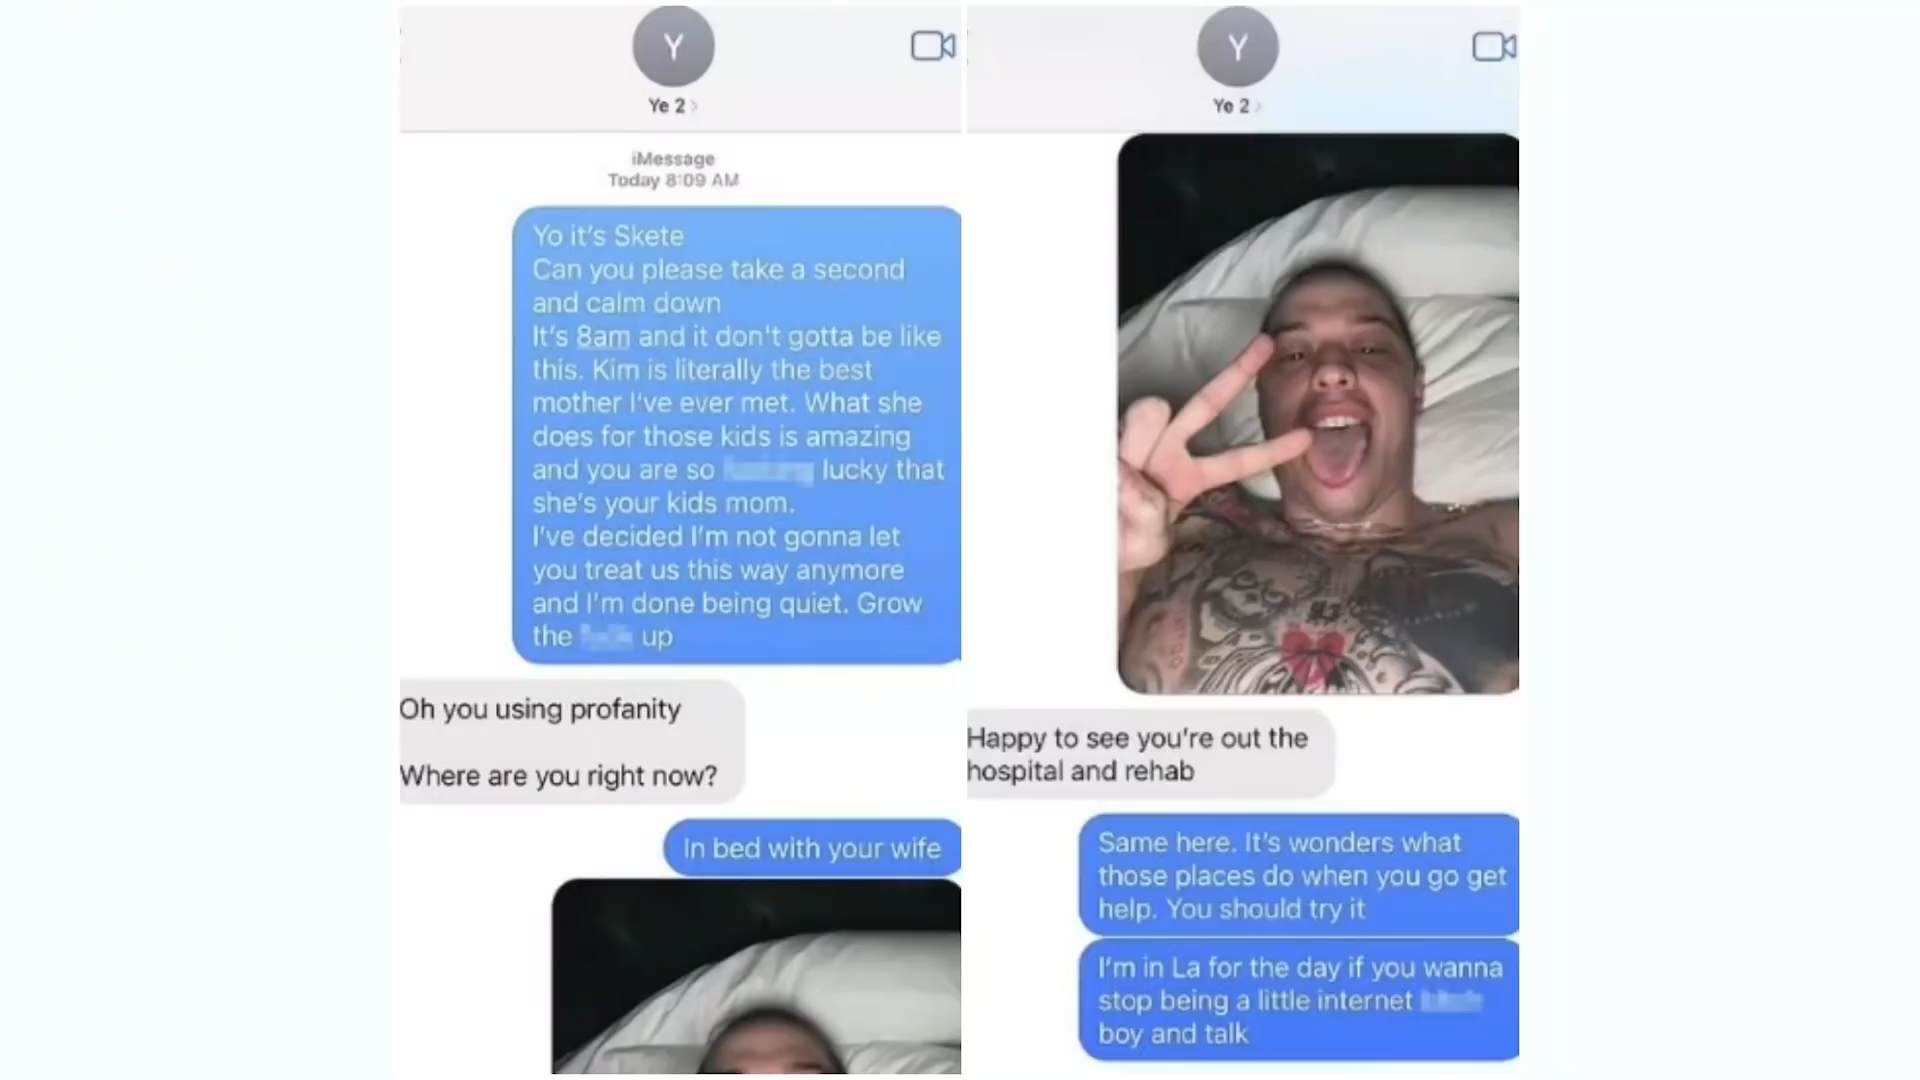 Y
Ye 2 >
iMessage
Today 8:09 AM
Yo it's Skete
Can you please take a second
and calm down
It's 8am and it don't gotta be like
this. Kim is literally the best
mother I've ever met. What she
does for those kids is amazing
and you are so lucky that
she's your kids mom.
I've decided I'm not gonna let
you treat us this way anymore
and I'm done being quiet. Grow
the up
Oh you using profanity
Where are you right now?
In bed with your wife
Y
Ye 2 >
Happy to see you're out the
hospital and rehab
Same here. It's wonders what
those places do when you go get
help. You should try it
I'm in La for the day if you wanna
stop being a little internet
boy and talk